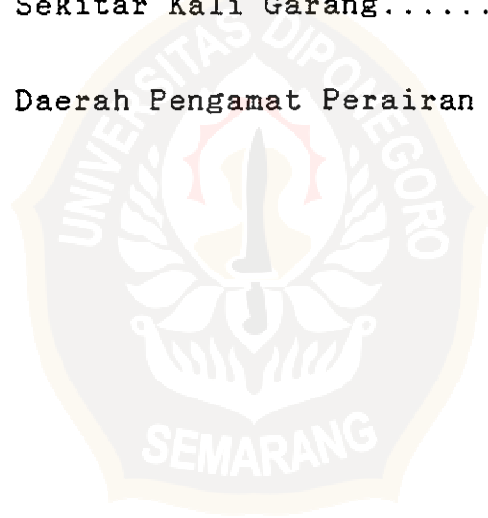 Sekitar Kali Garang......
Daerah Pengamat Perairan
UNIVERSITAS DIPONEGORO
SEMARANG